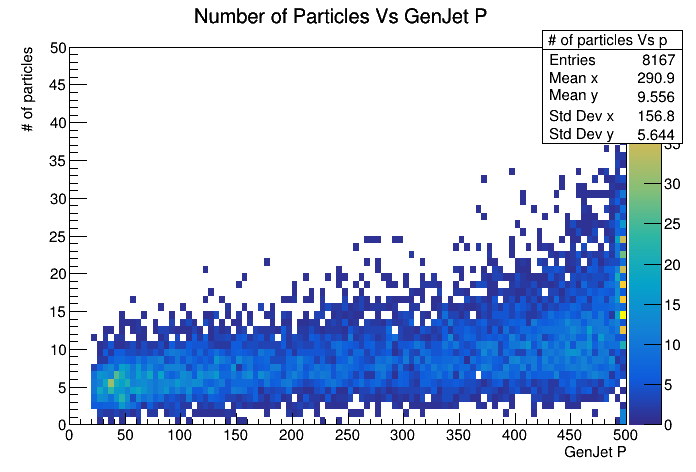 Number of Particles Vs GenJet P
# of particles
# of particles Vs p
Entries 8167
Mean x 290.9
Mean y 9.556
Std Dev x 156.8
Std Dev y 5.644
50
45
40
35
30
25
20
15
10
5
0
35
30
25
20
15
10
5
0
0 50 100 150 200 250 300 350 400 450 500
GenJet P